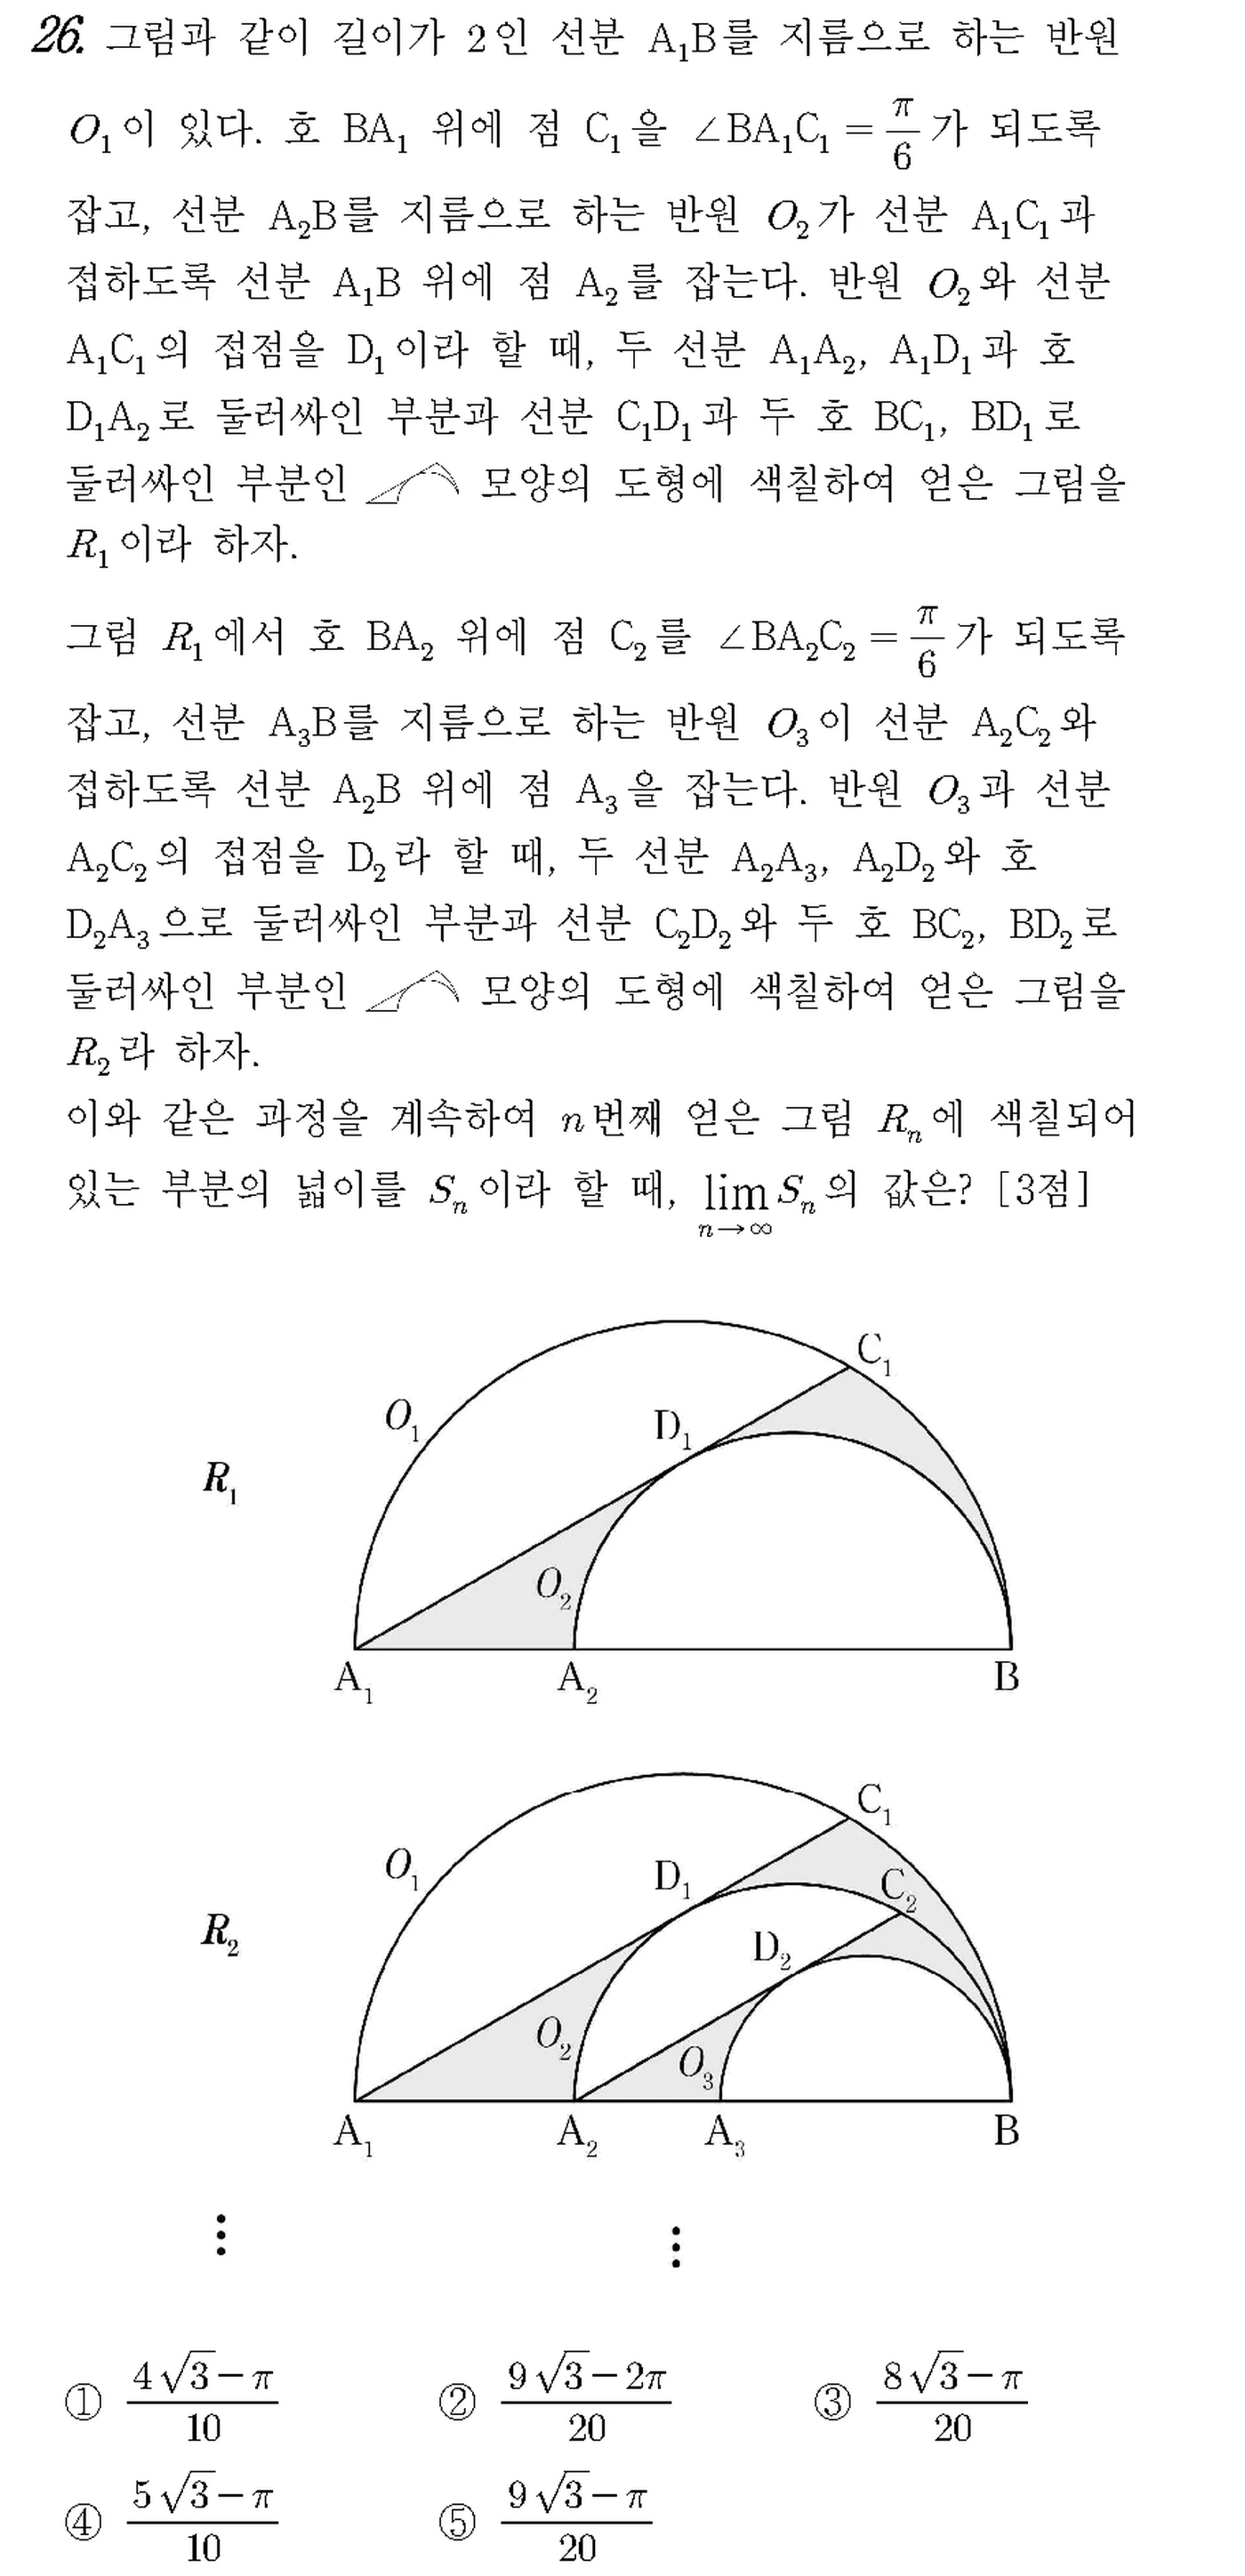 26. 그림과 같이 길이가 2인 선분 A₁B를 지름으로 하는 반원
O₁이 있다. 호 BA₁ 위에 점 C₁을 ∠BA₁C₁ = π/6가 되도록
잡고, 선분 A₂B를 지름으로 하는 반원 O₂가 선분 A₁C₁과
접하도록 선분 A₁B 위에 점 A₂를 잡는다. 반원 O₂와 선분
A₁C₁의 접점을 D₁이라 할 때, 두 선분 A₁A₂, A₁D₁과 호
D₁A₂로 둘러싸인 부분과 선분 C₁D₁과 두 호 BC₁, BD₁로
둘러싸인 부분인 모양의 도형에 색칠하여 얻은 그림을
R₁이라 하자.
그림 R₁에서 호 BA₂ 위에 점 C₂를 ∠BA₂C₂ = π/6가 되도록
잡고, 선분 A₃B를 지름으로 하는 반원 O₃이 선분 A₂C₂와
접하도록 선분 A₂B 위에 점 A₃을 잡는다. 반원 O₃과 선분
A₂C₂의 접점을 D₂라 할 때, 두 선분 A₂A₃, A₂D₂와 호
D₂A₃으로 둘러싸인 부분과 선분 C₂D₂와 두 호 BC₂, BD₂로
둘러싸인 부분인 모양의 도형에 색칠하여 얻은 그림을
R₂라 하자.
이와 같은 과정을 계속하여 n번째 얻은 그림 Rₙ에 색칠되어
있는 부분의 넓이를 Sₙ이라 할 때, lim n→∞ Sₙ의 값은? [3점]
C₁
O₁
D₁
R₁
O₂
A₁ A₂ B
C₁
O₁
D₁
C₂
R₂
D₂
O₂
O₃
A₁ A₂ A₃ B
⋮ ⋮
① (4√3−π)/10 ② (9√3−2π)/20 ③ (8√3−π)/20
④ (5√3−π)/10 ⑤ (9√3−π)/20